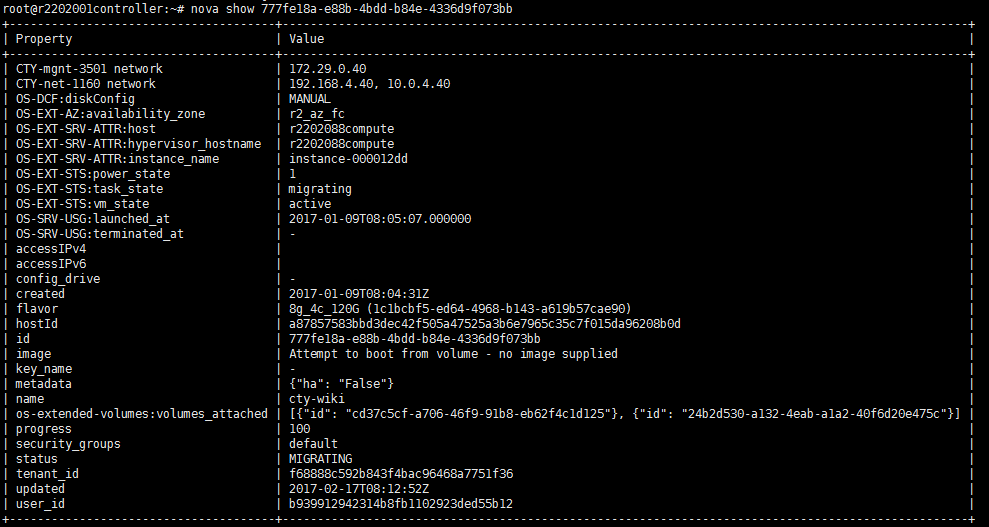 root@r2202001controller:~# nova show 777fe18a-e88b-4bdd-b84e-4336d9f073bb
+--------------------------------------+----------------------------------------------------------------------------------------------------+
| Property | Value |
+--------------------------------------+----------------------------------------------------------------------------------------------------+
| CTY-mgnt-3501 network | 172.29.0.40 |
| CTY-net-1160 network | 192.168.4.40, 10.0.4.40 |
| OS-DCF:diskConfig | MANUAL |
| OS-EXT-AZ:availability_zone | r2_az_fc |
| OS-EXT-SRV-ATTR:host | r2202088compute |
| OS-EXT-SRV-ATTR:hypervisor_hostname | r2202088compute |
| OS-EXT-SRV-ATTR:instance_name | instance-000012dd |
| OS-EXT-STS:power_state | 1 |
| OS-EXT-STS:task_state | migrating |
| OS-EXT-STS:vm_state | active |
| OS-SRV-USG:launched_at | 2017-01-09T08:05:07.000000 |
| OS-SRV-USG:terminated_at | - |
| accessIPv4 | |
| accessIPv6 | |
| config_drive | - |
| created | 2017-01-09T08:04:31Z |
| flavor | 8g_4c_120G (1c1bcbf5-ed64-4968-b143-a619b57cae90) |
| hostId | a87857583bbd3dec42f505a47525a3b6e7965c35c7f015da96208b0d |
| id | 777fe18a-e88b-4bdd-b84e-4336d9f073bb |
| image | Attempt to boot from volume - no image supplied |
| key_name | - |
| metadata | {"ha": "False"} |
| name | cty-wiki |
| os-extended-volumes:volumes_attached | [{"id": "cd37c5cf-a706-46f9-91b8-eb62f4c1d125"}, {"id": "24b2d530-a132-4eab-a1a2-40f6d20e475c"}] |
| progress | 100 |
| security_groups | default |
| status | MIGRATING |
| tenant_id | f68888c592b843f4bac96468a7751f36 |
| updated | 2017-02-17T08:12:52Z |
| user_id | b939912942314b8fb1102923ded55b12 |
+--------------------------------------+----------------------------------------------------------------------------------------------------+